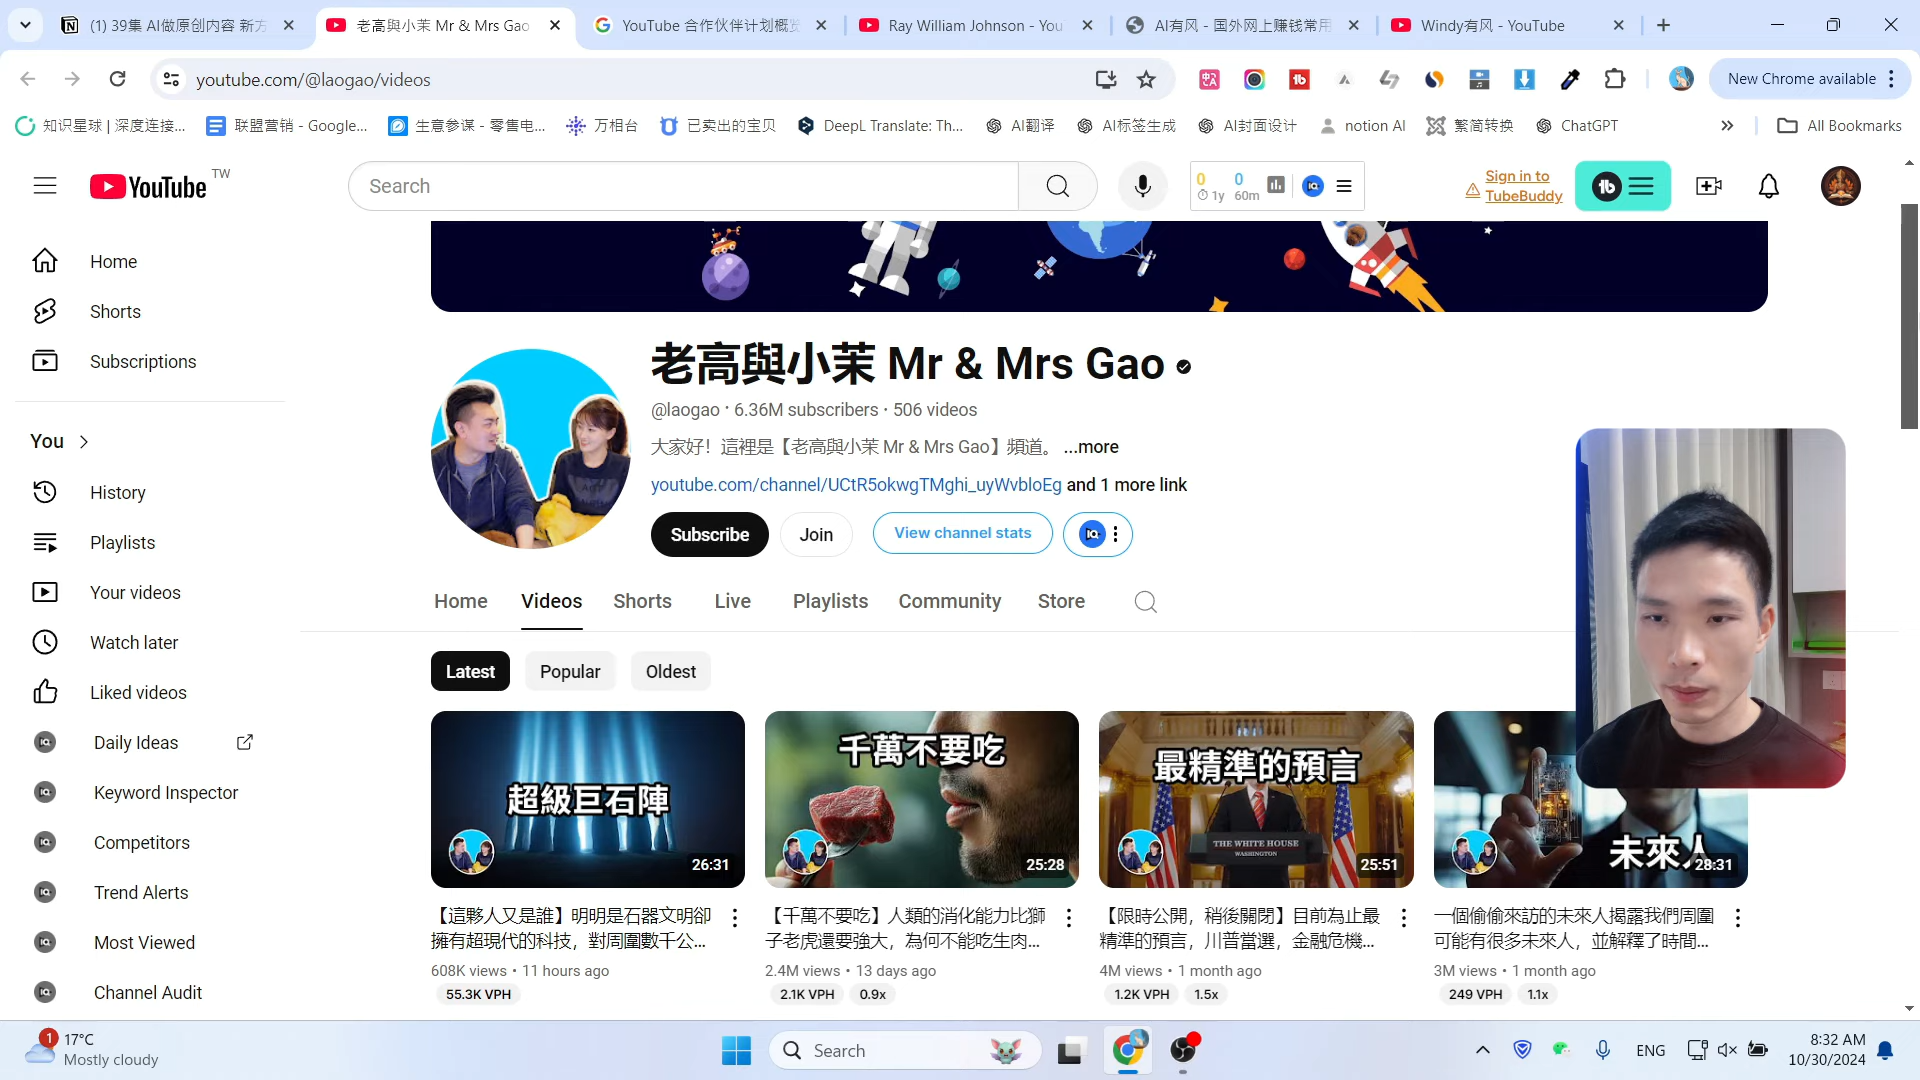 (1) 39集 AI做原创内容 新方
老高與小茉 Mr & Mrs Gao
YouTube 合作伙伴计划概览
Ray William Johnson - You
AI有风 - 国外网上赚钱常用
Windy有风 - YouTube
youtube.com/@laogao/videos
New Chrome available
知识星球 | 深度连接...
联盟营销 - Google...
生意参谋 - 零售电...
万相台
已卖出的宝贝
DeepL Translate: Th...
AI翻译
AI标签生成
AI封面设计
notion AI
繁简转换
ChatGPT
All Bookmarks
YouTube TW
Search
0
1y
0
60m
Sign in to
TubeBuddy
Home
Shorts
Subscriptions
You
History
Playlists
Your videos
Watch later
Liked videos
Daily Ideas
Keyword Inspector
Competitors
Trend Alerts
Most Viewed
Channel Audit
老高與小茉 Mr & Mrs Gao
@laogao · 6.36M subscribers · 506 videos
大家好！這裡是【老高與小茉 Mr & Mrs Gao】頻道。 ...more
youtube.com/channel/UCtR5okwgTMghi_uyWvbloEg and 1 more link
Subscribe
Join
View channel stats
Home
Videos
Shorts
Live
Playlists
Community
Store
Latest
Popular
Oldest
超級巨石陣
26:31
千萬不要吃
25:28
最精準的預言
THE WHITE HOUSE
WASHINGTON
25:51
未來人
28:31
【這夥人又是誰】明明是石器文明卻
擁有超現代的科技，對周圍數千公...
608K views • 11 hours ago
55.3K VPH
【千萬不要吃】人類的消化能力比獅
子老虎還要強大，為何不能吃生肉...
2.4M views • 13 days ago
2.1K VPH
0.9x
【限時公開，稍後關閉】目前為止最
精準的預言，川普當選，金融危機...
4M views • 1 month ago
1.2K VPH
1.5x
一個偷偷來訪的未來人揭露我們周圍
可能有很多未來人，並解釋了時間...
3M views • 1 month ago
249 VPH
1.1x
1
17°C
Mostly cloudy
Search
ENG
8:32 AM
10/30/2024